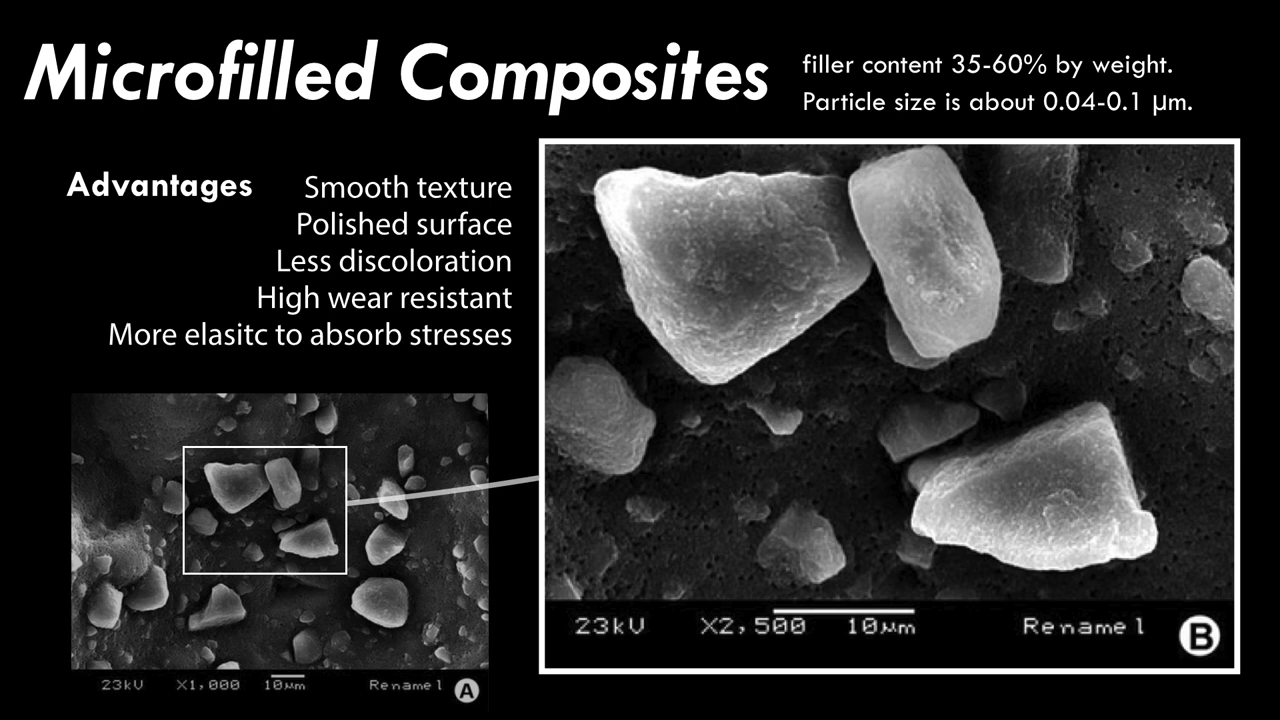 Microfilled Composites
filler content 35-60% by weight.
Particle size is about 0.04-0.1 µm.
Advantages
Smooth texture
Polished surface
Less discoloration
High wear resistant
More elasitc to absorb stresses
23kV X1,000 10µm Renamel A
23kV X2,500 10µm Renamel B